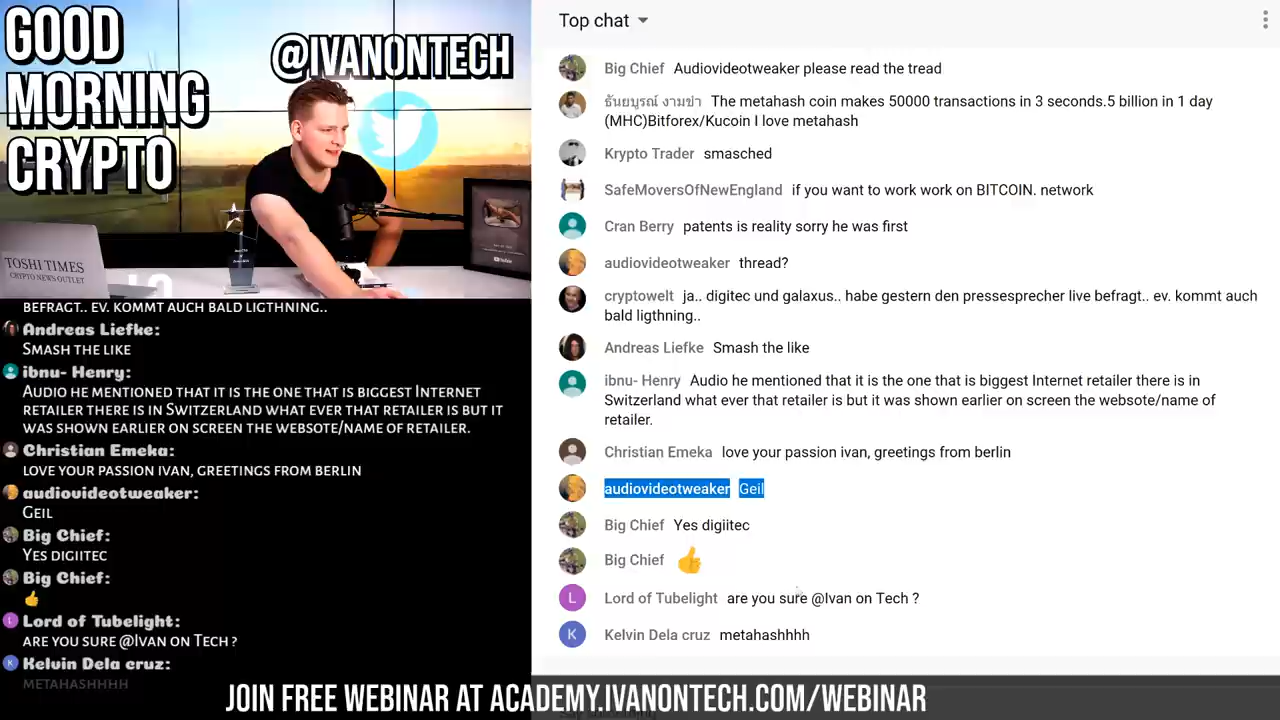 GOOD
MORNING
CRYPTO
@IVANONTECH
TOSHI TIMES
CRYPTO NEWS OUTLET
BEFRAGT.. EV. KOMMT AUCH BALD LIGTHNING..
Andreas Liefke:
SMASH THE LIKE
ibnu- Henry:
AUDIO HE MENTIONED THAT IT IS THE ONE THAT IS BIGGEST INTERNET
RETAILER THERE IS IN SWITZERLAND WHAT EVER THAT RETAILER IS BUT IT
WAS SHOWN EARLIER ON SCREEN THE WEBSOTE/NAME OF RETAILER.
Christian Emeka:
LOVE YOUR PASSION IVAN, GREETINGS FROM BERLIN
audiovideotweaker:
GEIL
Big Chief:
YES DIGIITEC
Big Chief:
👍
Lord of Tubelight:
ARE YOU SURE @IVAN ON TECH ?
Kelvin Dela cruz:
METAHASHHHH
Top chat
Big Chief Audiovideotweaker please read the tread
ธันยบูรณ์ งามขำ The metahash coin makes 50000 transactions in 3 seconds.5 billion in 1 day
(MHC)Bitforex/Kucoin I love metahash
Krypto Trader smasched
SafeMoversOfNewEngland if you want to work work on BITCOIN. network
Cran Berry patents is reality sorry he was first
audiovideotweaker thread?
cryptowelt ja.. digitec und galaxus.. habe gestern den pressesprecher live befragt.. ev. kommt auch
bald ligthning..
Andreas Liefke Smash the like
ibnu- Henry Audio he mentioned that it is the one that is biggest Internet retailer there is in
Switzerland what ever that retailer is but it was shown earlier on screen the websote/name of
retailer.
Christian Emeka love your passion ivan, greetings from berlin
audiovideotweaker Geil
Big Chief Yes digiitec
Big Chief 👍
L Lord of Tubelight are you sure @Ivan on Tech ?
K Kelvin Dela cruz metahashhhh
JOIN FREE WEBINAR AT ACADEMY.IVANONTECH.COM/WEBINAR